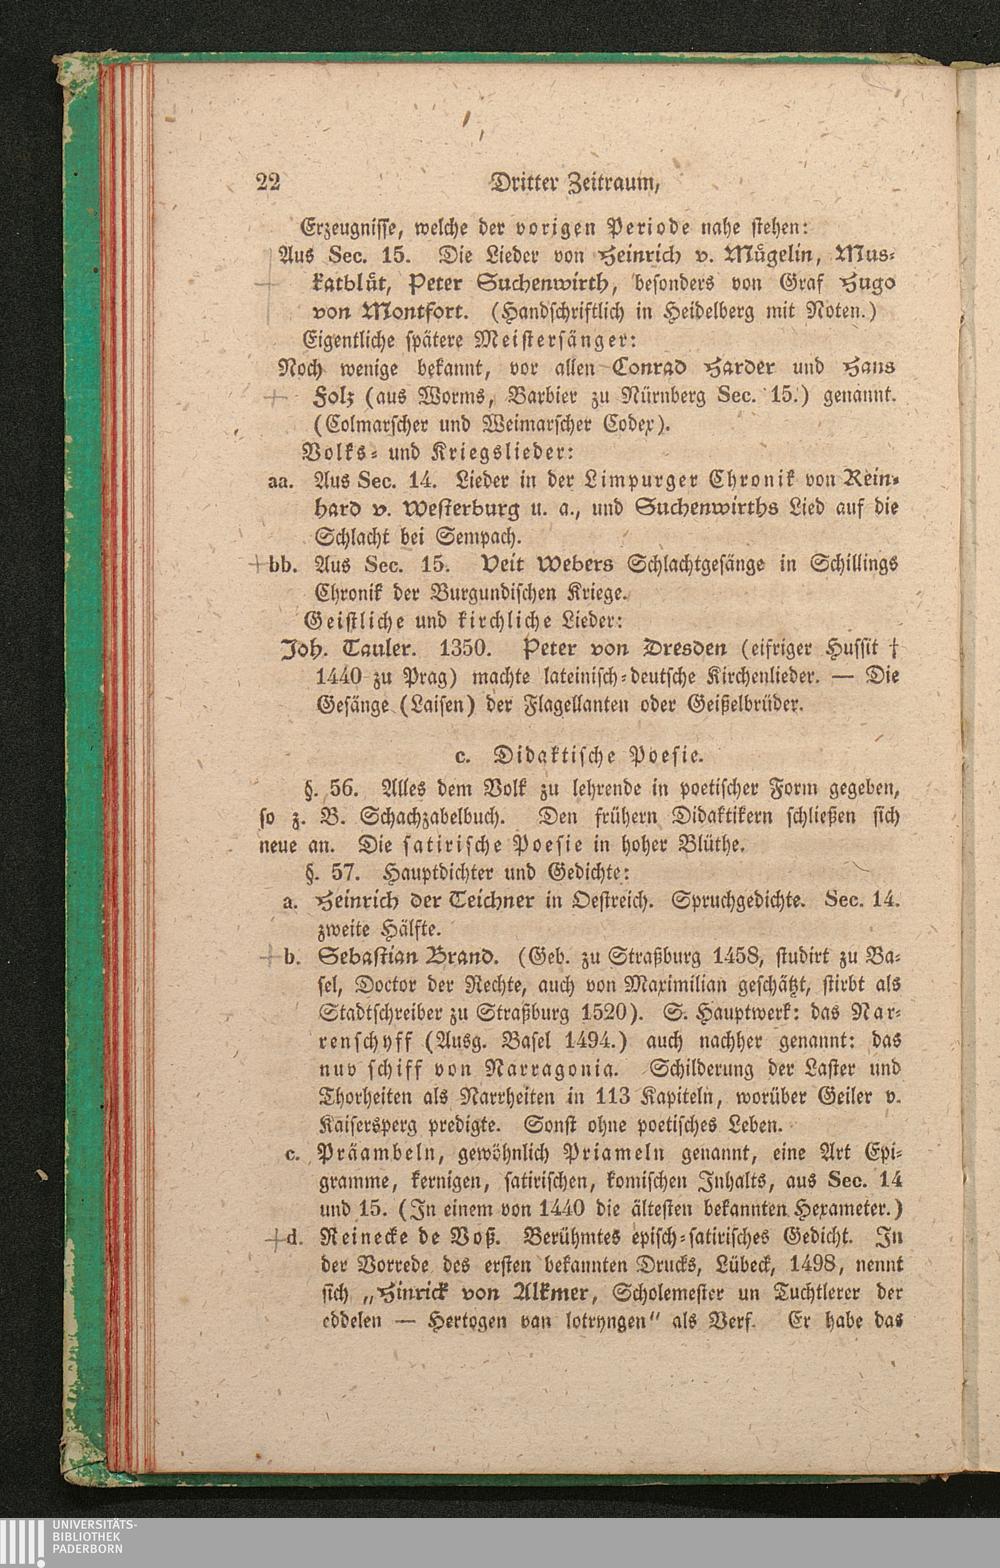 22 Dritter Zeitraum,
Erzeugnisse, welche der vorigen Periode nahe stehen:
Aus Sec. 15. Die Lieder von Heinrich v. Mügelin, Mus-
katblüt, Peter Suchenwirth, besonders von Graf Hugo
von Montfort. (Handschriftlich in Heidelberg mit Noten.)
Eigentliche spätere Meistersänger:
Noch wenige bekannt, vor allen Conrad Harder und Hans
Folz (aus Worms, Barbier zu Nürnberg Sec. 15.) genannt.
(Colmarscher und Weimarscher Codex).
Volks- und Kriegslieder:
aa. Aus Sec. 14. Lieder in der Limpurger Chronik von Rein-
hard v. Westerburg u. a., und Suchenwirths Lied auf die
Schlacht bei Sempach.
bb. Aus Sec. 15. Veit Webers Schlachtgesänge in Schillings
Chronik der Burgundischen Kriege.
Geistliche und kirchliche Lieder:
Joh. Tauler. 1350. Peter von Dresden (eifriger Hussit †
1440 zu Prag) machte lateinisch-deutsche Kirchenlieder. — Die
Gesänge (Laisen) der Flagellanten oder Geißelbrüder.
c. Didaktische Poesie.
§. 56. Alles dem Volk zu lehrende in poetischer Form gegeben,
so z. B. Schachzabelbuch. Den frühern Didaktikern schließen sich
neue an. Die satirische Poesie in hoher Blüthe.
§. 57. Hauptdichter und Gedichte:
a. Heinrich der Teichner in Oestreich. Spruchgedichte. Sec. 14.
zweite Hälfte.
b. Sebastian Brand. (Geb. zu Straßburg 1458, studirt zu Ba-
sel, Doctor der Rechte, auch von Maximilian geschätzt, stirbt als
Stadtschreiber zu Straßburg 1520). S. Hauptwerk: das Nar-
renschyff (Ausg. Basel 1494.) auch nachher genannt: das
nuv schiff von Narragonia. Schilderung der Laster und
Thorheiten als Narrheiten in 113 Kapiteln, worüber Geiler v.
Kaisersperg predigte. Sonst ohne poetisches Leben.
c. Präambeln, gewöhnlich Priameln genannt, eine Art Epi-
gramme, kernigen, satirischen, komischen Inhalts, aus Sec. 14
und 15. (In einem von 1440 die ältesten bekannten Hexameter.)
d. Reinecke de Voß. Berühmtes episch-satirisches Gedicht. In
der Vorrede des ersten bekannten Drucks, Lübeck, 1498, nennt
sich „Hinrick von Alkmer, Scholemester un Tuchtlerer der
eddelen — Hertogen van lotryngen" als Verf. Er habe das
UNIVERSITÄTS-
BIBLIOTHEK
PADERBORN